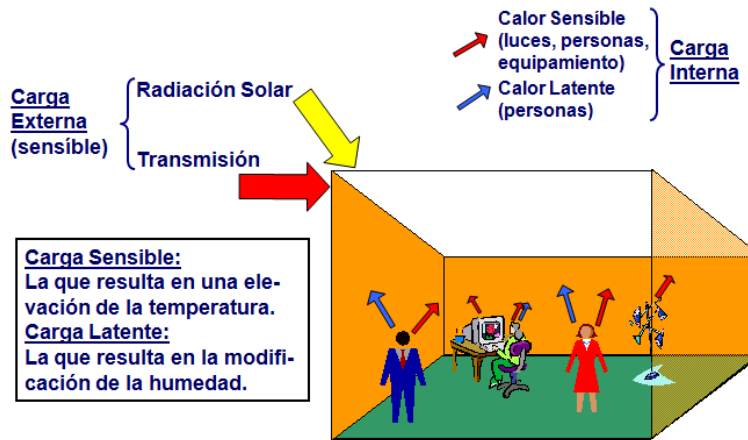 Calor Sensíble
(luces, personas,
equipamiento)
Calor Latente
(personas)
Carga
Interna
Carga
Externa
(sensíble)
Radiación Solar
Transmisión
Carga Sensible:
La que resulta en una ele-
vación de la temperatura.
Carga Latente:
La que resulta en la modifi-
cación de la humedad.